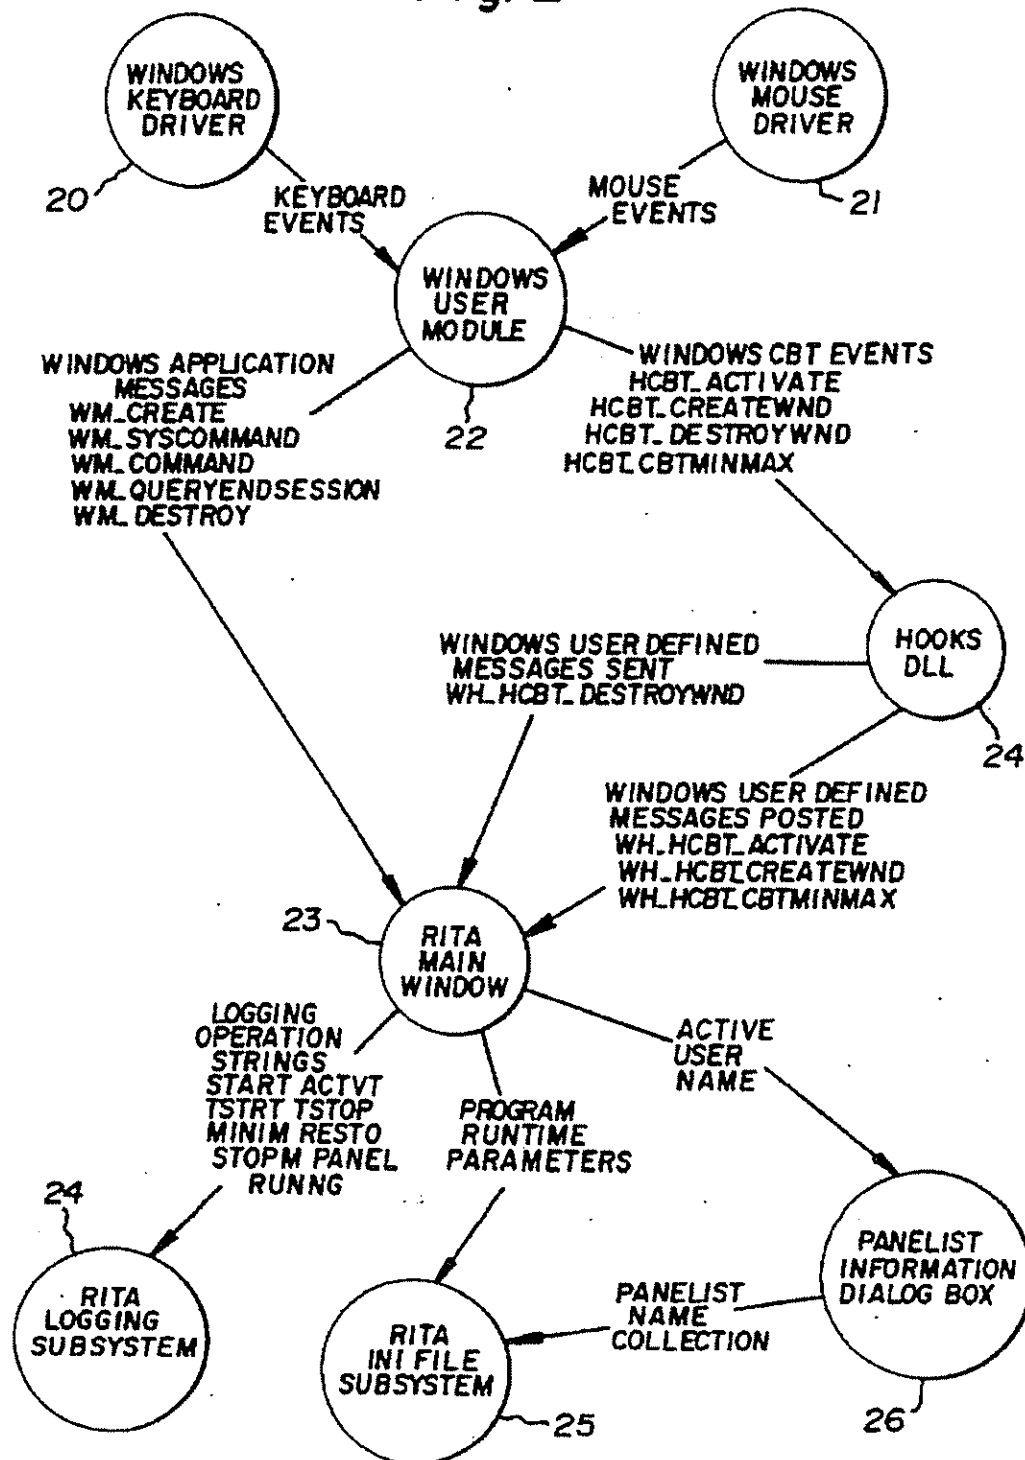 Fig. 2
WINDOWS
KEYBOARD
DRIVER
20
WINDOWS
MOUSE
DRIVER
21
KEYBOARD
EVENTS
MOUSE
EVENTS
WINDOWS
USER
MODULE
22
WINDOWS APPLICATION
MESSAGES
WM_CREATE
WM_SYSCOMMAND
WM_COMMAND
WM_QUERYENDSESSION
WM_DESTROY
WINDOWS CBT EVENTS
HCBT_ACTIVATE
HCBT_CREATEWND
HCBT_DESTROYWND
HCBT_CBTMINMAX
HOOKS
DLL
24
WINDOWS USER DEFINED
MESSAGES SENT
WH_HCBT_DESTROYWND
WINDOWS USER DEFINED
MESSAGES POSTED
WH_HCBT_ACTIVATE
WH_HCBT_CREATEWND
WH_HCBT_CBTMINMAX
23
RITA
MAIN
WINDOW
LOGGING
OPERATION
STRINGS
START ACTVT
TSTRT TSTOP
MINIM RESTO
STOPM PANEL
RUNNG
PROGRAM
RUNTIME
PARAMETERS
ACTIVE
USER
NAME
24
RITA
LOGGING
SUBSYSTEM
RITA
INI FILE
SUBSYSTEM
25
PANELIST
NAME
COLLECTION
PANELIST
INFORMATION
DIALOG BOX
26